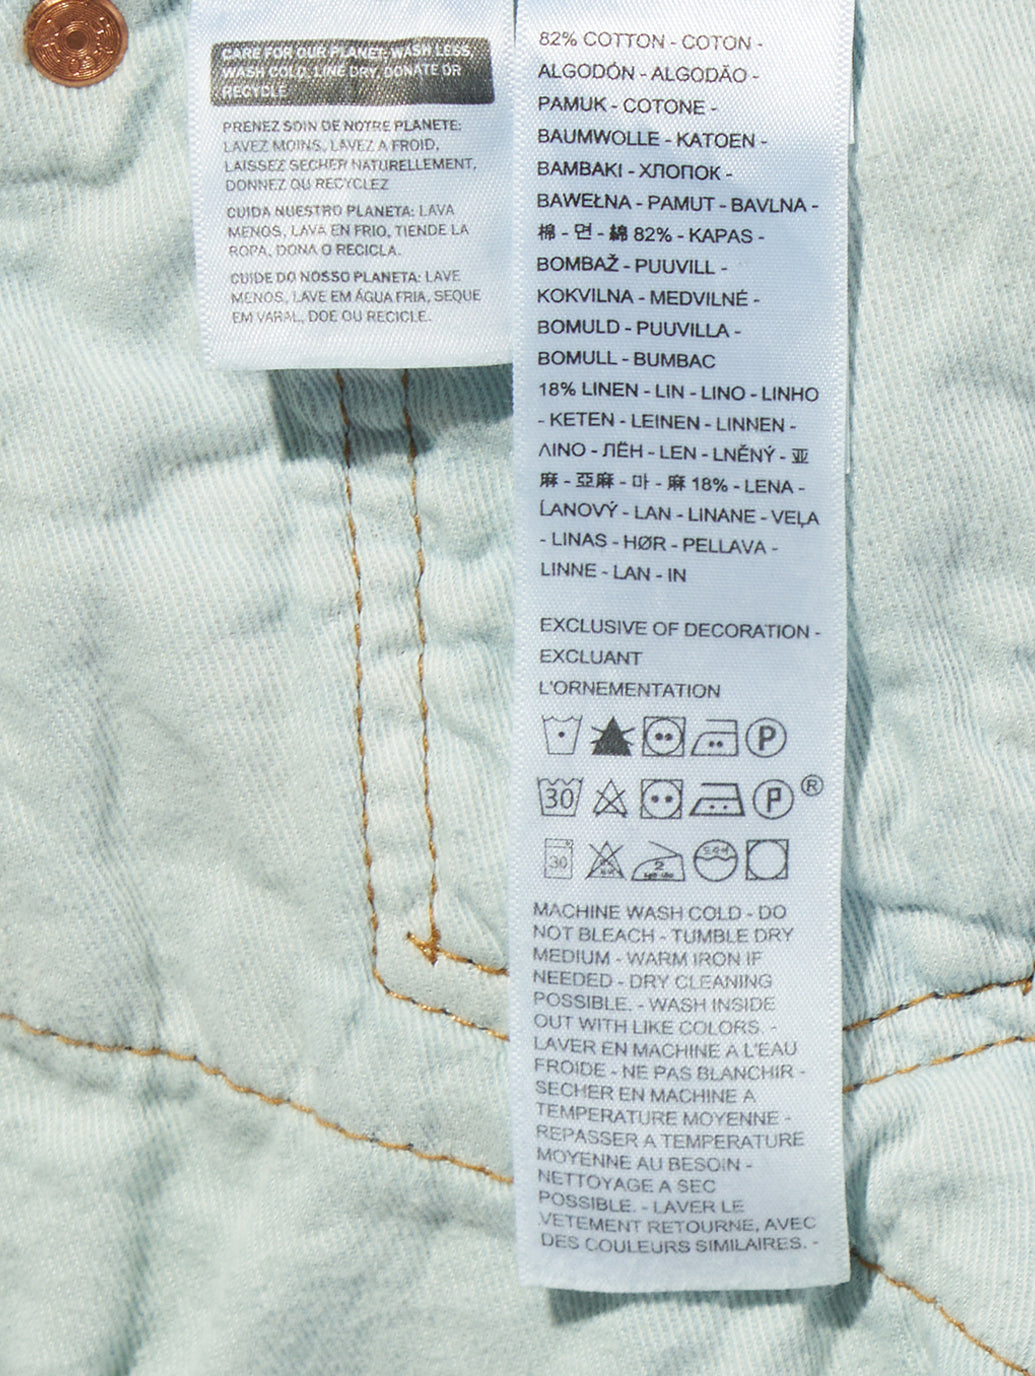 CARE FOR OUR PLANET: WASH LESS,
WASH COLD, LINE DRY, DONATE OR
RECYCLE
PRENEZ SOIN DE NOTRE PLANETE:
LAVEZ MOINS, LAVEZ A FROID,
LAISSEZ SECHER NATURELLEMENT,
DONNEZ OU RECYCLEZ
CUIDA NUESTRO PLANETA: LAVA
MENOS, LAVA EN FRIO, TIENDE LA
ROPA, DONA O RECICLA.
CUIDE DO NOSSO PLANETA: LAVE
MENOS, LAVE EM ÁGUA FRIA, SEQUE
EM VARAL, DOE OU RECICLE.
82% COTTON - COTON -
ALGODÓN - ALGODÃO -
PAMUK - COTONE -
BAUMWOLLE - KATOEN -
BAMBAKI - ХЛОПОК -
BAWEŁNA - PAMUT - BAVLNA -
棉 - 면 - 綿 82% - KAPAS -
BOMBAŽ - PUUVILL -
KOKVILNA - MEDVILNĖ -
BOMULD - PUUVILLA -
BOMULL - BUMBAC
18% LINEN - LIN - LINO - LINHO
- KETEN - LEINEN - LINNEN -
ΛINO - ЛЁН - LEN - LNĚNÝ - 亚
麻 - 亞麻 - 마 - 麻 18% - LENA -
ĽANOVÝ - LAN - LINANE - VEĻA
- LINAS - HØR - PELLAVA -
LINNE - LAN - IN
EXCLUSIVE OF DECORATION -
EXCLUANT
L'ORNEMENTATION
P
30 P ®
30 2 드라이
MACHINE WASH COLD - DO
NOT BLEACH - TUMBLE DRY
MEDIUM - WARM IRON IF
NEEDED - DRY CLEANING
POSSIBLE. - WASH INSIDE
OUT WITH LIKE COLORS. -
LAVER EN MACHINE A L'EAU
FROIDE - NE PAS BLANCHIR -
SECHER EN MACHINE A
TEMPERATURE MOYENNE -
REPASSER A TEMPERATURE
MOYENNE AU BESOIN -
NETTOYAGE A SEC
POSSIBLE. - LAVER LE
VETEMENT RETOURNE, AVEC
DES COULEURS SIMILAIRES. -